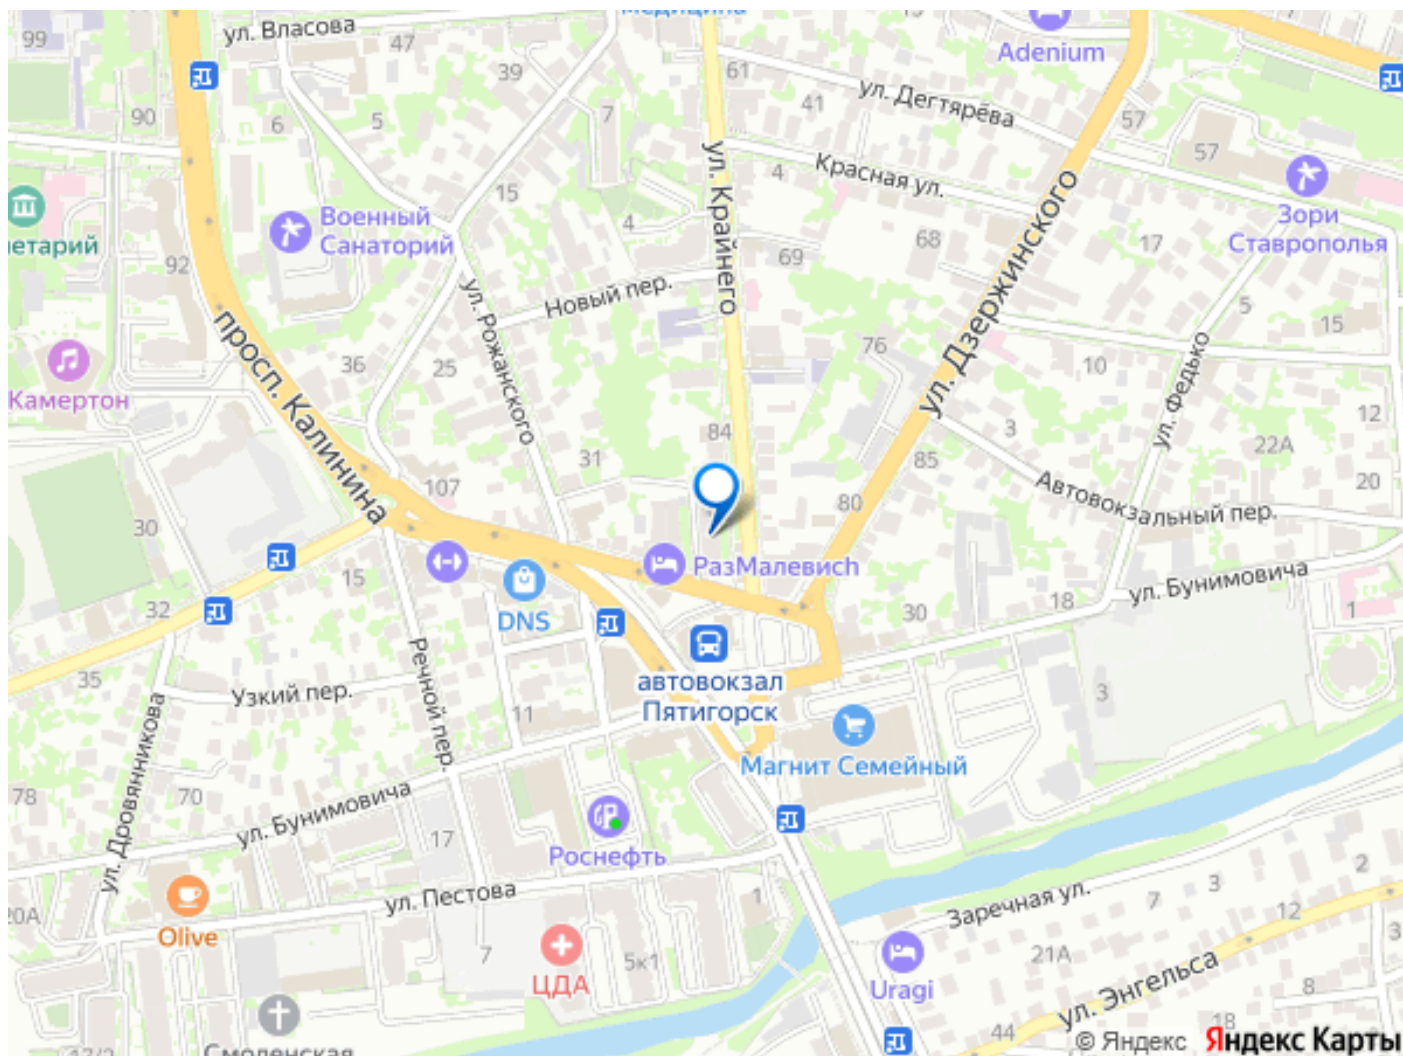 99
ул. Власова
47
39
медицина
61
Adenium
41
ул. Дегтярёва
57
57
90
6
5
7
15
4
ул. Крайнего
4
Красная ул.
68
69
17
Зори
Ставрополья
Военный
Санаторий
етарий
92
просп. Калинина
ул. Рожанского
Новый пер.
ул. Дзержинского
76
5
15
10
ул. Федько
Камертон
36
25
84
3
12
22А
20
31
85
80
Автовокзальный пер.
107
30
РазМалевич
DNS
15
32
30
18
ул. Бунимовича
1
35
Узкий пер.
Речной пер.
11
автовокзал
Пятигорск
3
Магнит Семейный
ул. Дровянникова
78
70
ул. Бунимовича
17
Роснефть
ул. Пестова
20А
Olive
7
ЦДА
5к1
1
Заречная ул.
7
3
2
12
21А
Uragi
ул. Энгельса
3
8
44
18
Смоленская
© Яндекс
Яндекс Карты